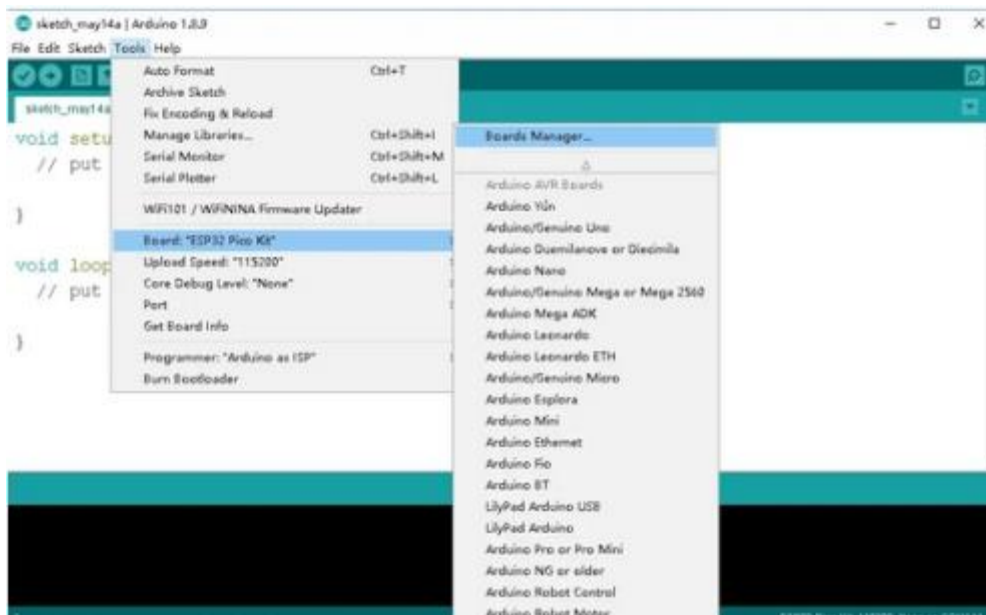 sketch_may14a | Arduino 1.8.9
File Edit Sketch Tools Help
sketch_may14a
void setu
// put
}
void loop
// put
}
Auto Format Ctrl+T
Archive Sketch
Fix Encoding & Reload
Manage Libraries... Ctrl+Shift+I
Serial Monitor Ctrl+Shift+M
Serial Plotter Ctrl+Shift+L
WiFi101 / WiFiNINA Firmware Updater
Board: "ESP32 Pico Kit"
Upload Speed: "115200"
Core Debug Level: "None"
Port
Get Board Info
Programmer: "Arduino as ISP"
Burn Bootloader
Boards Manager...
Arduino AVR Boards
Arduino Yún
Arduino/Genuino Uno
Arduino Duemilanove or Diecimila
Arduino Nano
Arduino/Genuino Mega or Mega 2560
Arduino Mega ADK
Arduino Leonardo
Arduino Leonardo ETH
Arduino/Genuino Micro
Arduino Esplora
Arduino Mini
Arduino Ethernet
Arduino Fio
Arduino BT
LilyPad Arduino USB
LilyPad Arduino
Arduino Pro or Pro Mini
Arduino NG or older
Arduino Robot Control
Arduino Robot Motor